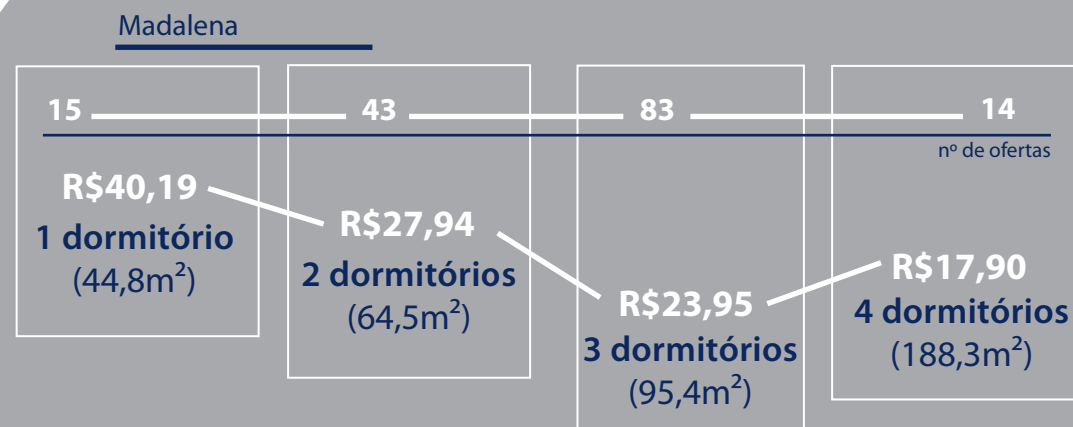 Madalena
15
43
83
14
nº de ofertas
R$40,19
1 dormitório
(44,8m²)
R$27,94
2 dormitórios
(64,5m²)
R$23,95
3 dormitórios
(95,4m²)
R$17,90
4 dormitórios
(188,3m²)